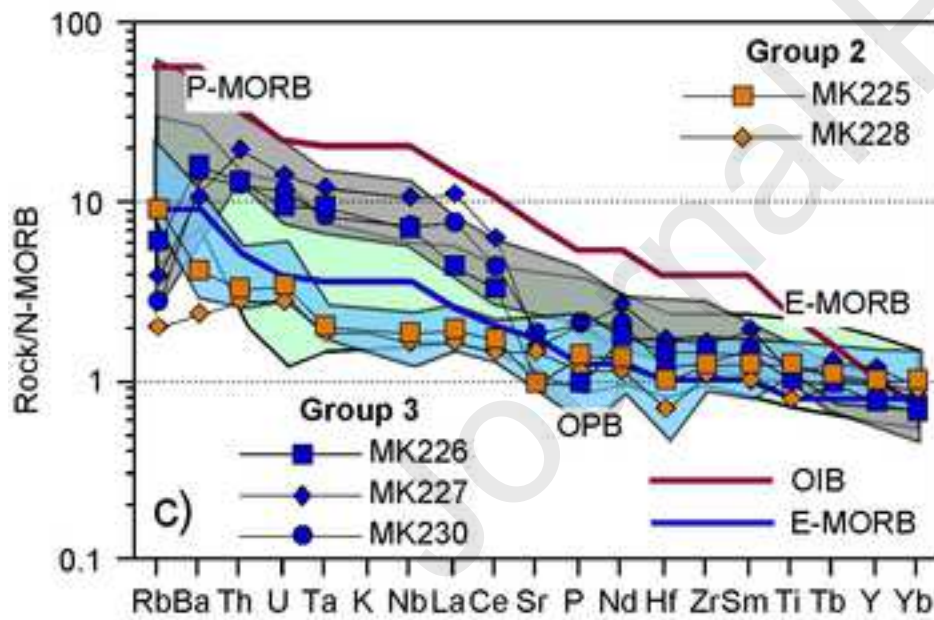 100
10
1
0.1
Rock/N-MORB
P-MORB
Group 2
MK225
MK228
E-MORB
OPB
Group 3
MK226
MK227
MK230
OIB
E-MORB
c)
Rb Ba Th U Ta K Nb La Ce Sr P Nd Hf Zr Sm Ti Tb Y Yb
Journal